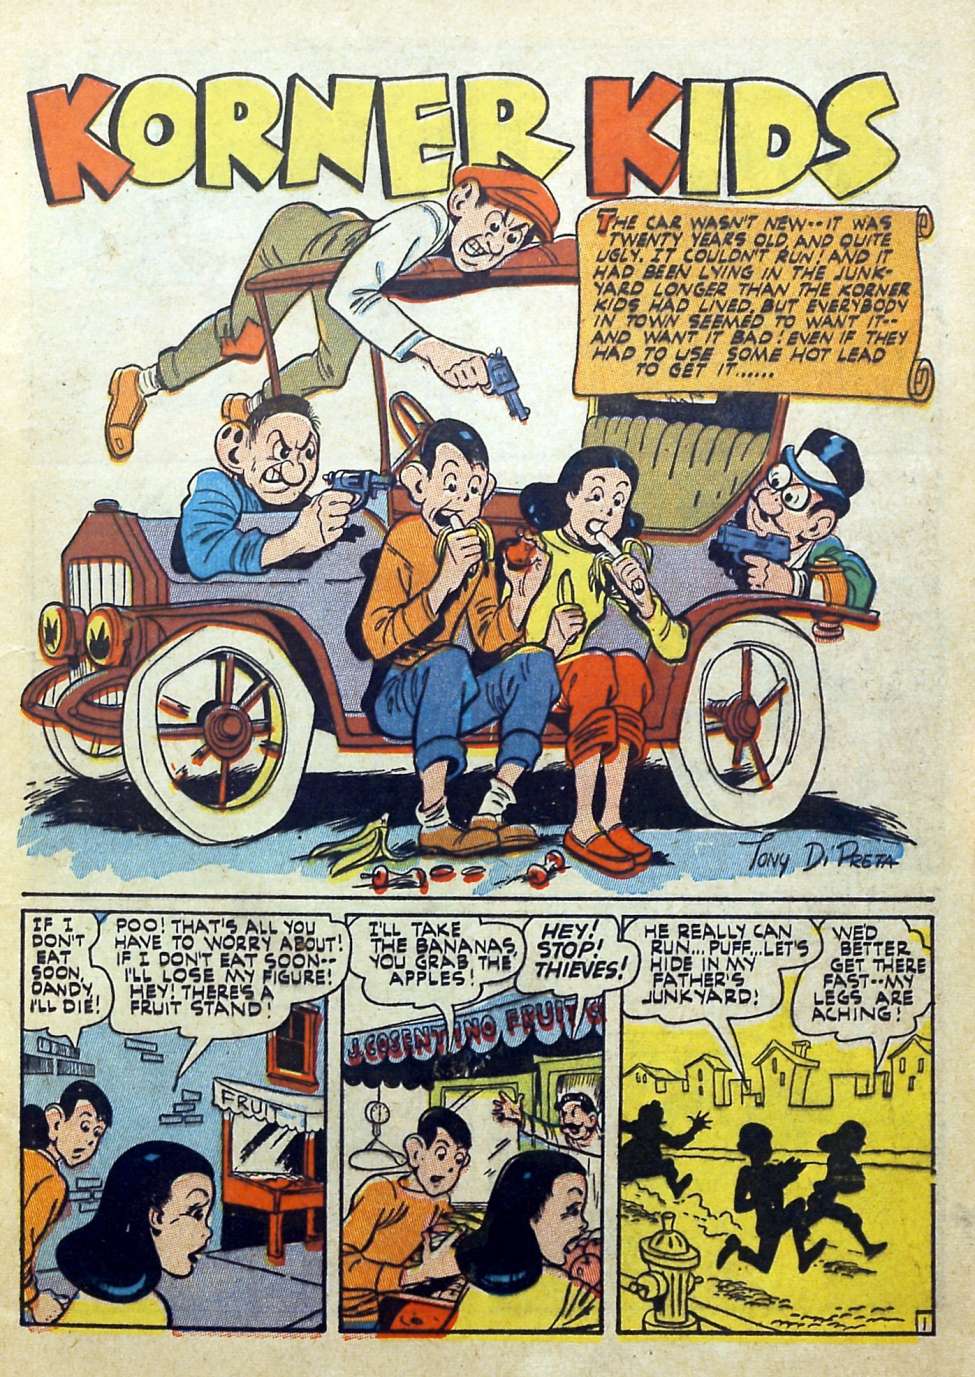 KORNER KIDS
THE CAR WASN'T NEW--IT WAS
TWENTY YEARS OLD AND QUITE
UGLY. IT COULDN'T RUN! AND IT
HAD BEEN LYING IN THE JUNK-
YARD LONGER THAN THE KORNER
KIDS HAD LIVED, BUT EVERYBODY
IN TOWN SEEMED TO WANT IT--
AND WANT IT BAD! EVEN IF THEY
HAD TO USE SOME HOT LEAD
TO GET IT......
TONY DI PRETA
IF I
DON'T
EAT
SOON,
DANDY,
I'LL DIE!
POO! THAT'S ALL YOU
HAVE TO WORRY ABOUT!
IF I DON'T EAT SOON--
I'LL LOSE MY FIGURE!
HEY! THERE'S A
FRUIT STAND!
FRUIT
I'LL TAKE
THE BANANAS,
YOU GRAB THE
APPLES!
HEY!
STOP!
THIEVES!
J. COSENTINO FRUIT
HE REALLY CAN
RUN...PUFF...LET'S
HIDE IN MY
FATHER'S
JUNKYARD!
WE'D
BETTER
GET THERE
FAST--MY
LEGS ARE
ACHING!
1